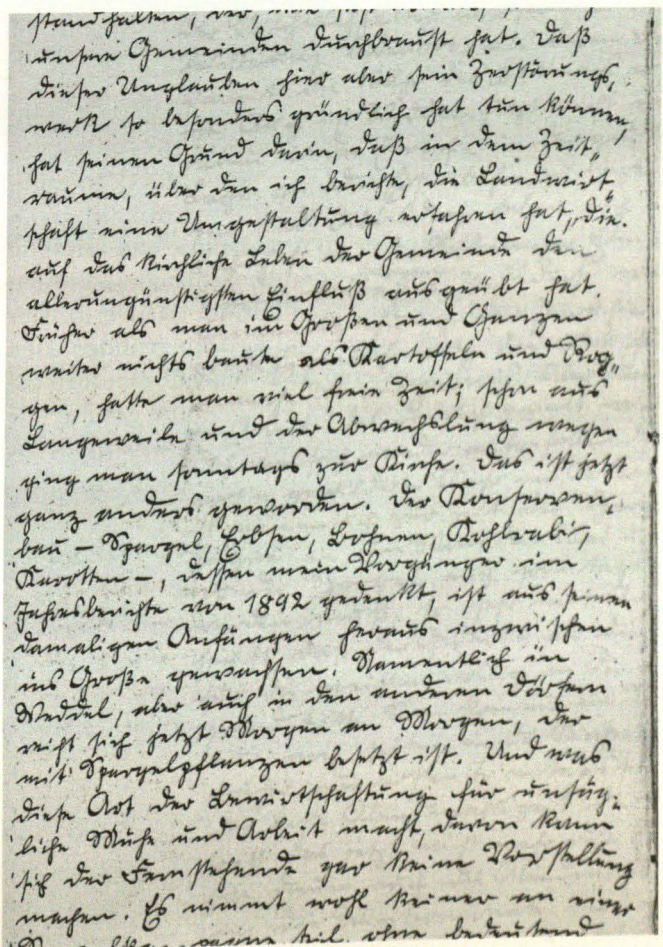 standhalten, der,
unsere Gemeinden durchbraust hat. Daß
dieser Unglauben hier aber sein Zerstörungs,
werk so besonders gründlich hat tun können,
hat seinen Grund darin, daß in dem Zeit„
raume, über den ich berichte, die Landwirt„
schaft eine Umgestaltung erfahren hat, die.
auf das kirchliche Leben der Gemeinde den
allerungünstigsten Einfluß ausgeübt hat.
Früher als man im Großen und Ganzen
weiter nichts baute als Kartoffeln und Rog„
gen, hatte man viel freie Zeit; schon aus
Langeweile und der Abwechslung wegen
ging man sonntags zur Kirche. Das ist jetzt
ganz anders geworden. Der Konserven„
bau – Spargel, Erbsen, Bohnen, Kohlrabi,
Karotten –, dessen mein Vorgänger im
Jahresberichte von 1892 gedenkt, ist aus seinen
damaligen Anfängen heraus inzwischen
ins Große gewachsen. Namentlich in
Weddel, aber auch in den anderen Dörfern
reiht sich jetzt Morgen an Morgen, der
mit Spargelpflanzen besetzt ist. Und was
diese Art der Bewirtschaftung für unsäg„
liche Mühe und Arbeit macht, davon kann
sich der Fernstehende gar keine Vorstellung
machen. Es nimmt wohl keiner an einer
teil, ohne bedeutend